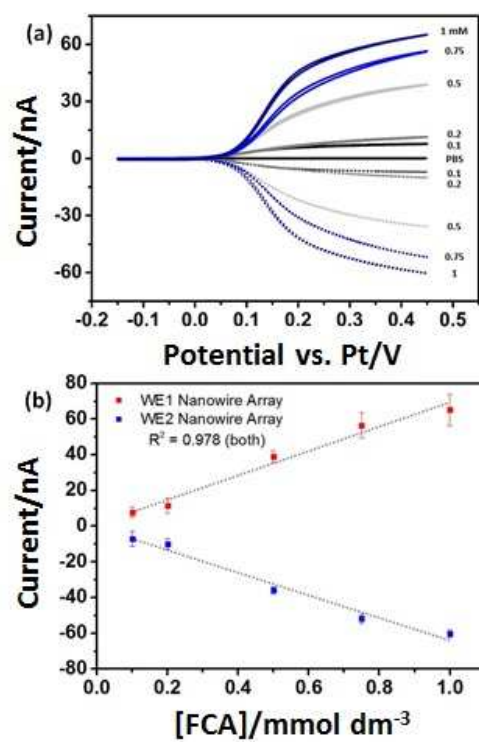 (a)
60
30
0
-30
-60
Current/nA
1 mM
0.75
0.5
0.2
0.1
PBS
0.1
0.2
0.5
0.75
1
-0.2 -0.1 0.0 0.1 0.2 0.3 0.4 0.5
Potential vs. Pt/V
(b)
80
60
40
20
0
-20
-40
-60
-80
Current/nA
WE1 Nanowire Array
WE2 Nanowire Array
R² = 0.978 (both)
0.0 0.2 0.4 0.6 0.8 1.0
[FCA]/mmol dm⁻³